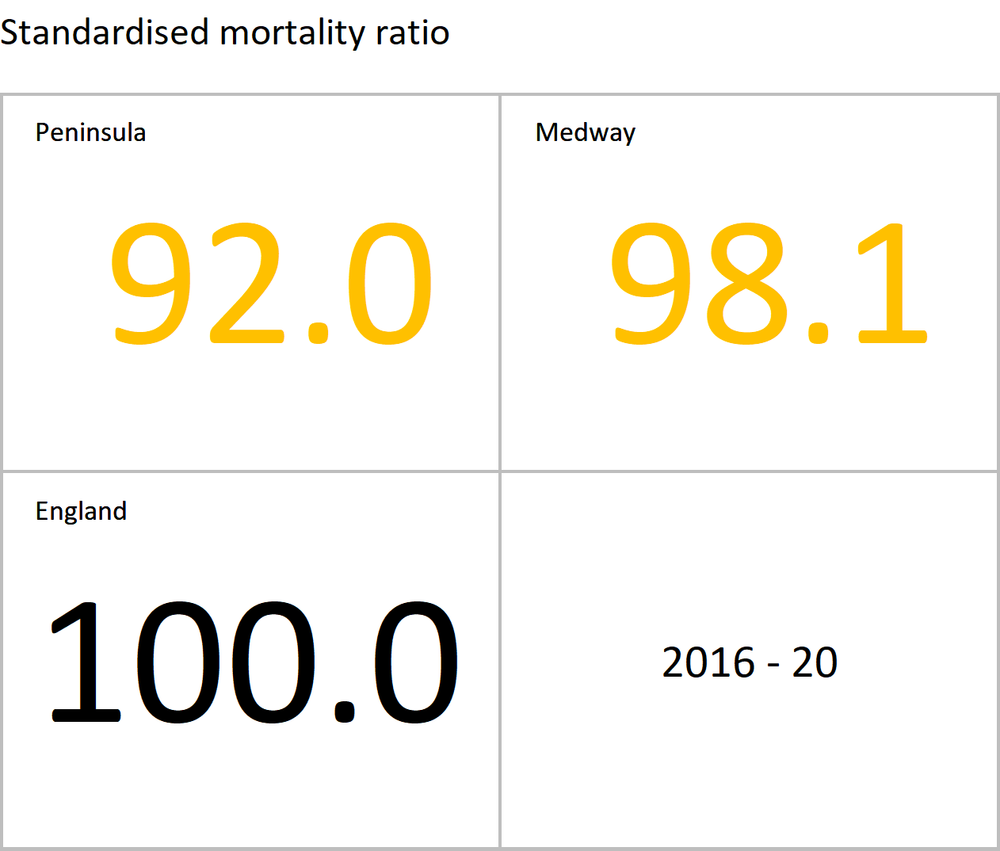 Standardised mortality ratio
Peninsula
92.0
Medway
98.1
England
100.0
2016 - 20